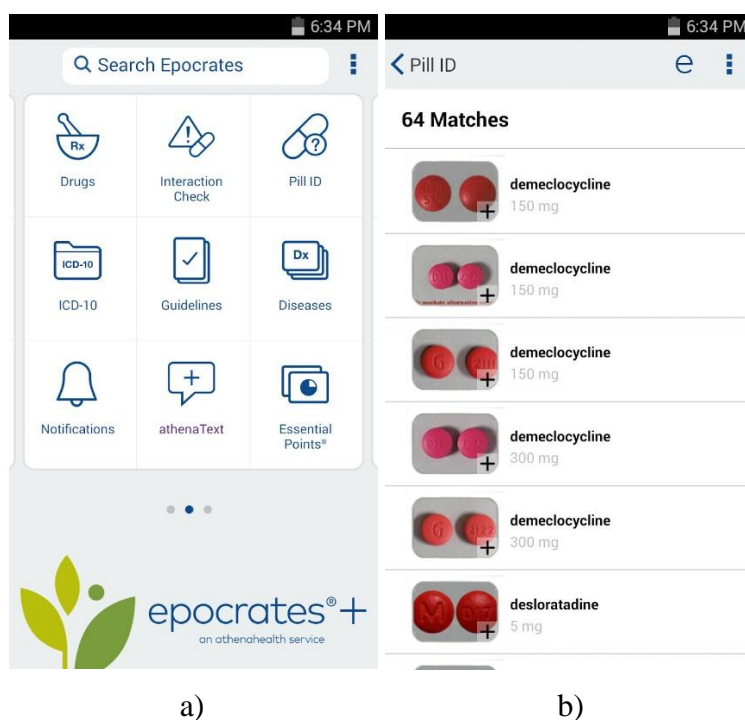 6:34 PM
Search Epocrates
Rx
Drugs
Interaction
Check
?
Pill ID
ICD-10
ICD-10
Guidelines
Dx
Diseases
Notifications
athenaText
Essential
Points®
epocrates®+
an athenahealth service
a)
6:34 PM
Pill ID
e
64 Matches
demeclocycline
150 mg
demeclocycline
150 mg
demeclocycline
150 mg
G
2111
demeclocycline
300 mg
demeclocycline
300 mg
G
2122
desloratadine
5 mg
M
b)